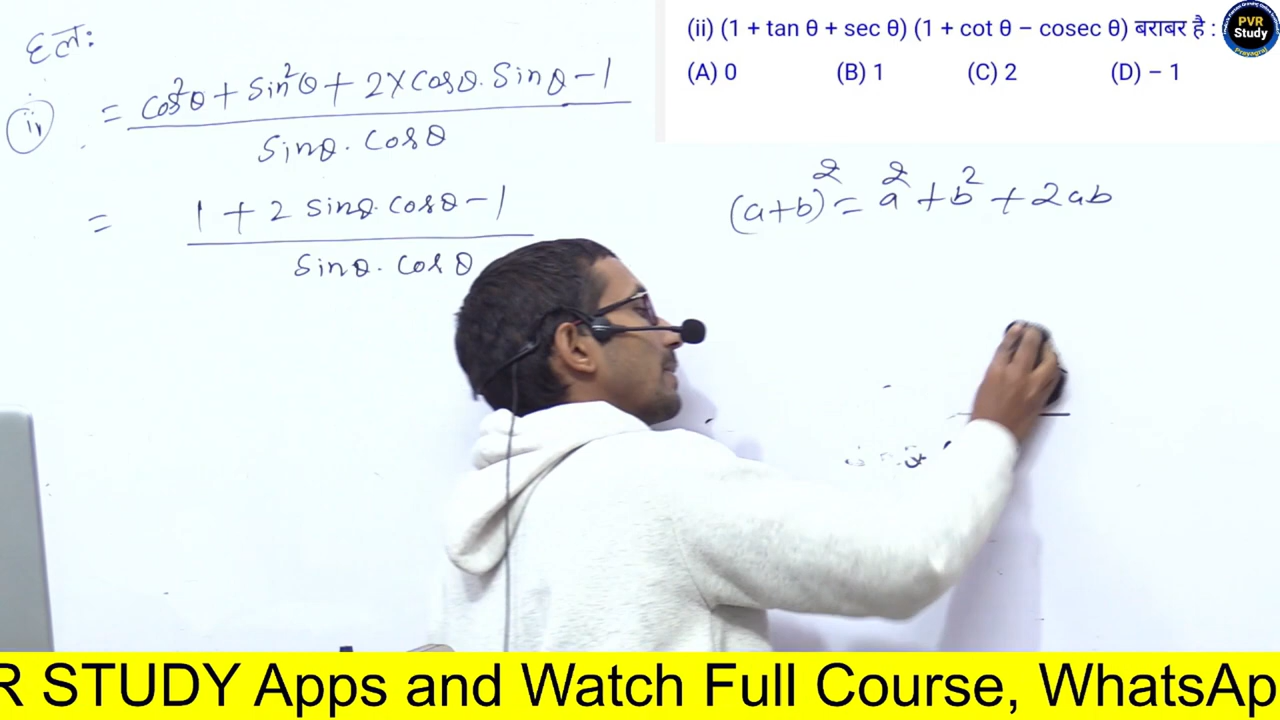 (ii) (1 + tan θ + sec θ) (1 + cot θ – cosec θ) बराबर है :
(A) 0 (B) 1 (C) 2 (D) – 1
PVR
Study
Prayagraj
हल:
ii = cos²θ + sin²θ + 2×cosθ. sinθ – 1
sinθ. cosθ
= 1 + 2 sinθ. cosθ – 1
sinθ. cosθ
(a+b)² = a² + b² + 2ab
R STUDY Apps and Watch Full Course, WhatsAp